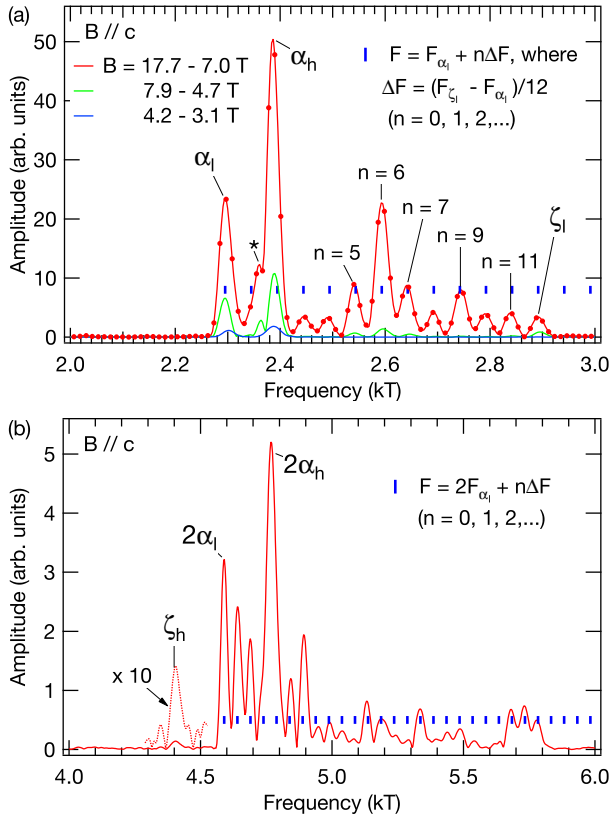 (a)
B // c
B = 17.7 - 7.0 T
7.9 - 4.7 T
4.2 - 3.1 T
αₕ
F = F_αₗ + nΔF, where
ΔF = (F_ζₗ - F_αₗ)/12
(n = 0, 1, 2,...)
αₗ
*
n = 5
n = 6
n = 7
n = 9
n = 11
ζₗ
Amplitude (arb. units)
50
40
30
20
10
0
2.0 2.2 2.4 2.6 2.8 3.0
Frequency (kT)
(b)
B // c
2αₕ
F = 2F_αₗ + nΔF
(n = 0, 1, 2,...)
2αₗ
ζₕ
x 10
Amplitude (arb. units)
5
4
3
2
1
0
4.0 4.5 5.0 5.5 6.0
Frequency (kT)